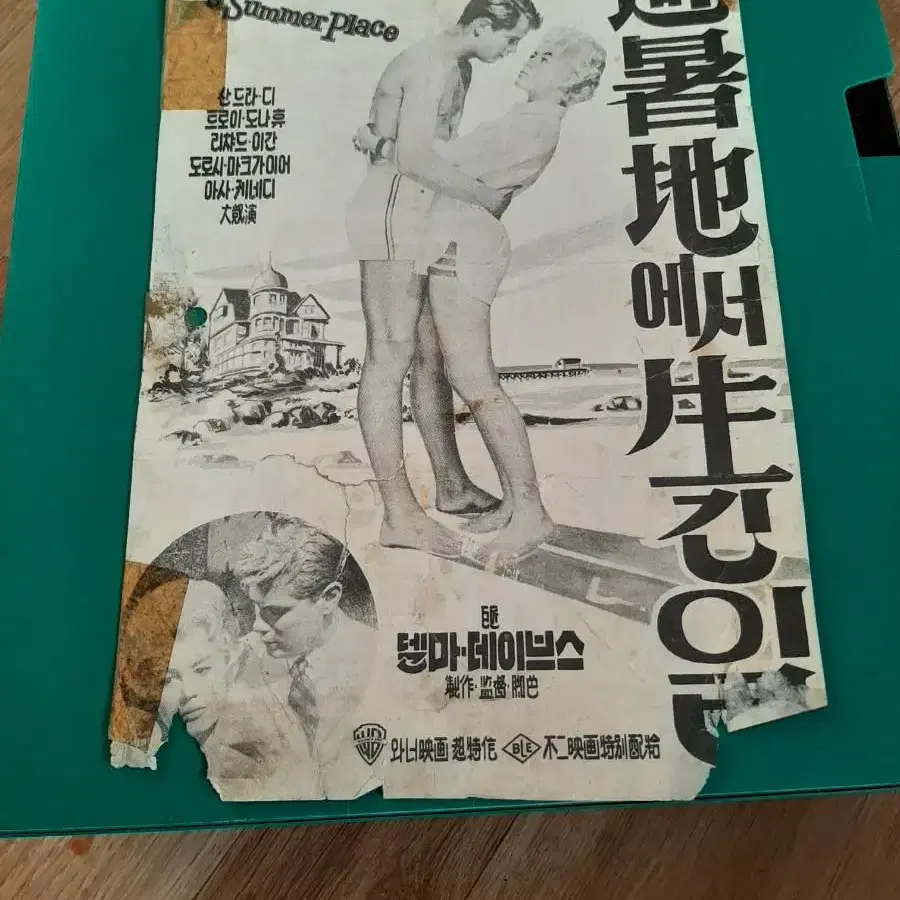 a Summer Place
산드라·디
트로이·도나휴
리챠드·이간
도로시·마크가이어
아사·케네디
大戯演
暑地에서生긴일
巨匠
델마·데이브스
製作·監督·脚色
와너映画 超特作 不二映画特別配給